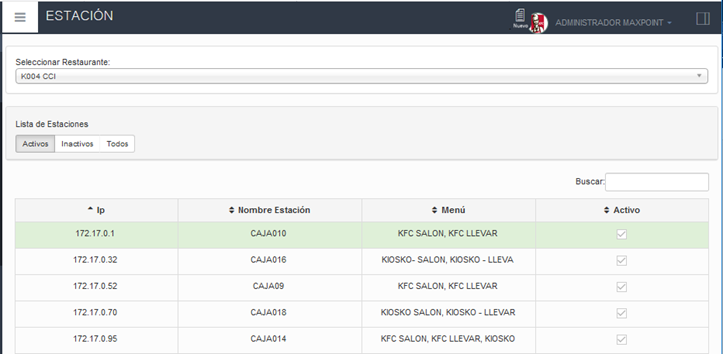 ESTACIÓN
Nuevo
ADMINISTRADOR MAXPOINT
Seleccionar Restaurante:
K004 CCI
Lista de Estaciones
Activos Inactivos Todos
Buscar:
Ip Nombre Estación Menú Activo
172.17.0.1 CAJA010 KFC SALON, KFC LLEVAR
172.17.0.32 CAJA016 KIOSKO- SALON, KIOSKO - LLEVA
172.17.0.52 CAJA09 KFC SALON, KFC LLEVAR
172.17.0.70 CAJA018 KIOSKO SALON, KIOSKO - LLEVAR
172.17.0.95 CAJA014 KFC SALON, KFC LLEVAR, KIOSKO